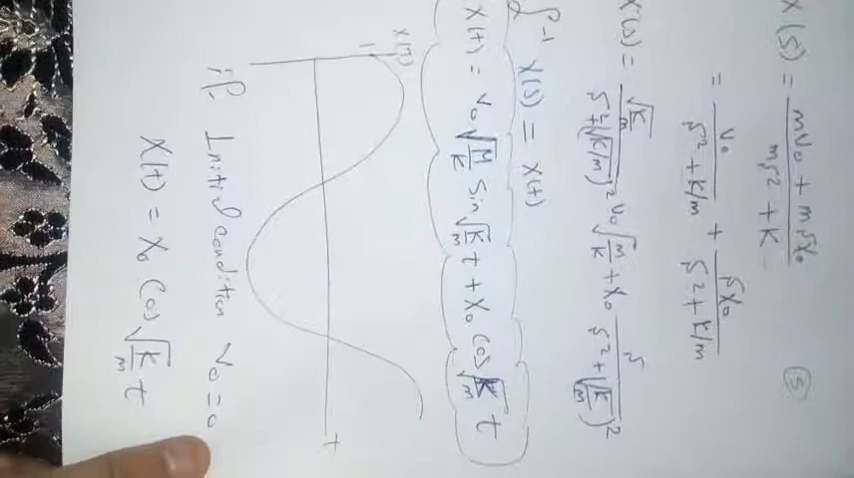 X(s) = (mv₀ + msx₀) / (ms² + k)
⑤
= v₀ / (s² + k/m) + sx₀ / (s² + k/m)
X(s) = √(k/m) / (s² + (√(k/m))²) v₀ √(m/k) + x₀ s / (s² + (√(k/m))²)
ℒ⁻¹ X(s) = x(t)
x(t) = v₀ √(M/k) Sin √(k/m) t + x₀ Cos √(k/m) t
x(t)
t
if: Initial condition v₀ = 0
X(t) = x₀ Cos √(k/m) t